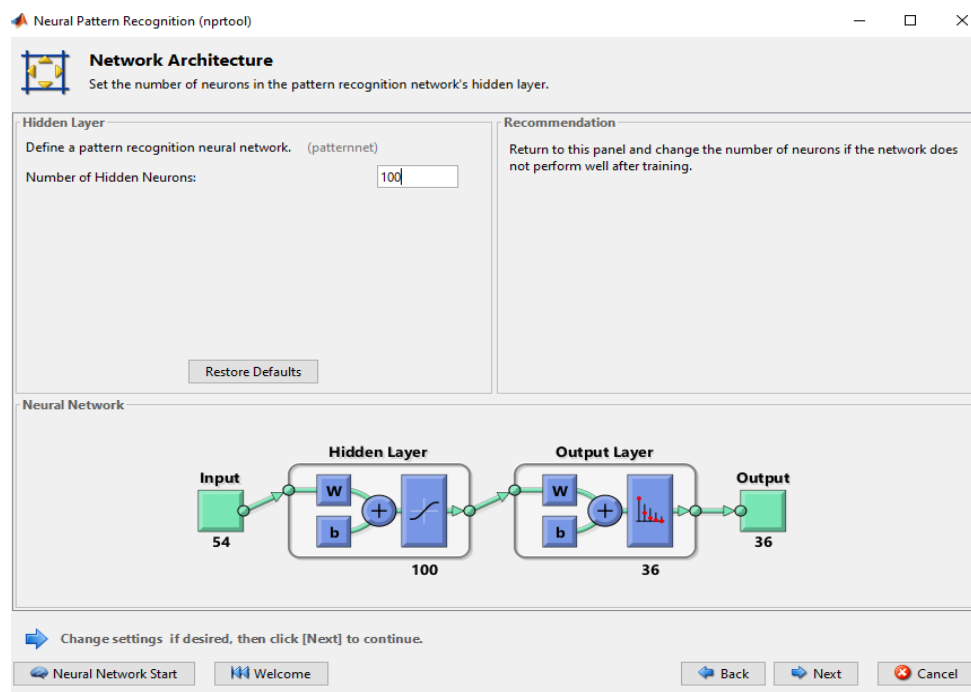 Neural Pattern Recognition (nprtool)
Network Architecture
Set the number of neurons in the pattern recognition network's hidden layer.
Hidden Layer
Define a pattern recognition neural network. (patternnet)
Number of Hidden Neurons: 100
Restore Defaults
Recommendation
Return to this panel and change the number of neurons if the network does
not perform well after training.
Neural Network
Hidden Layer
Output Layer
Input
Output
W
b
+
W
b
+
54
100
36
36
Change settings if desired, then click [Next] to continue.
Neural Network Start
Welcome
Back
Next
Cancel